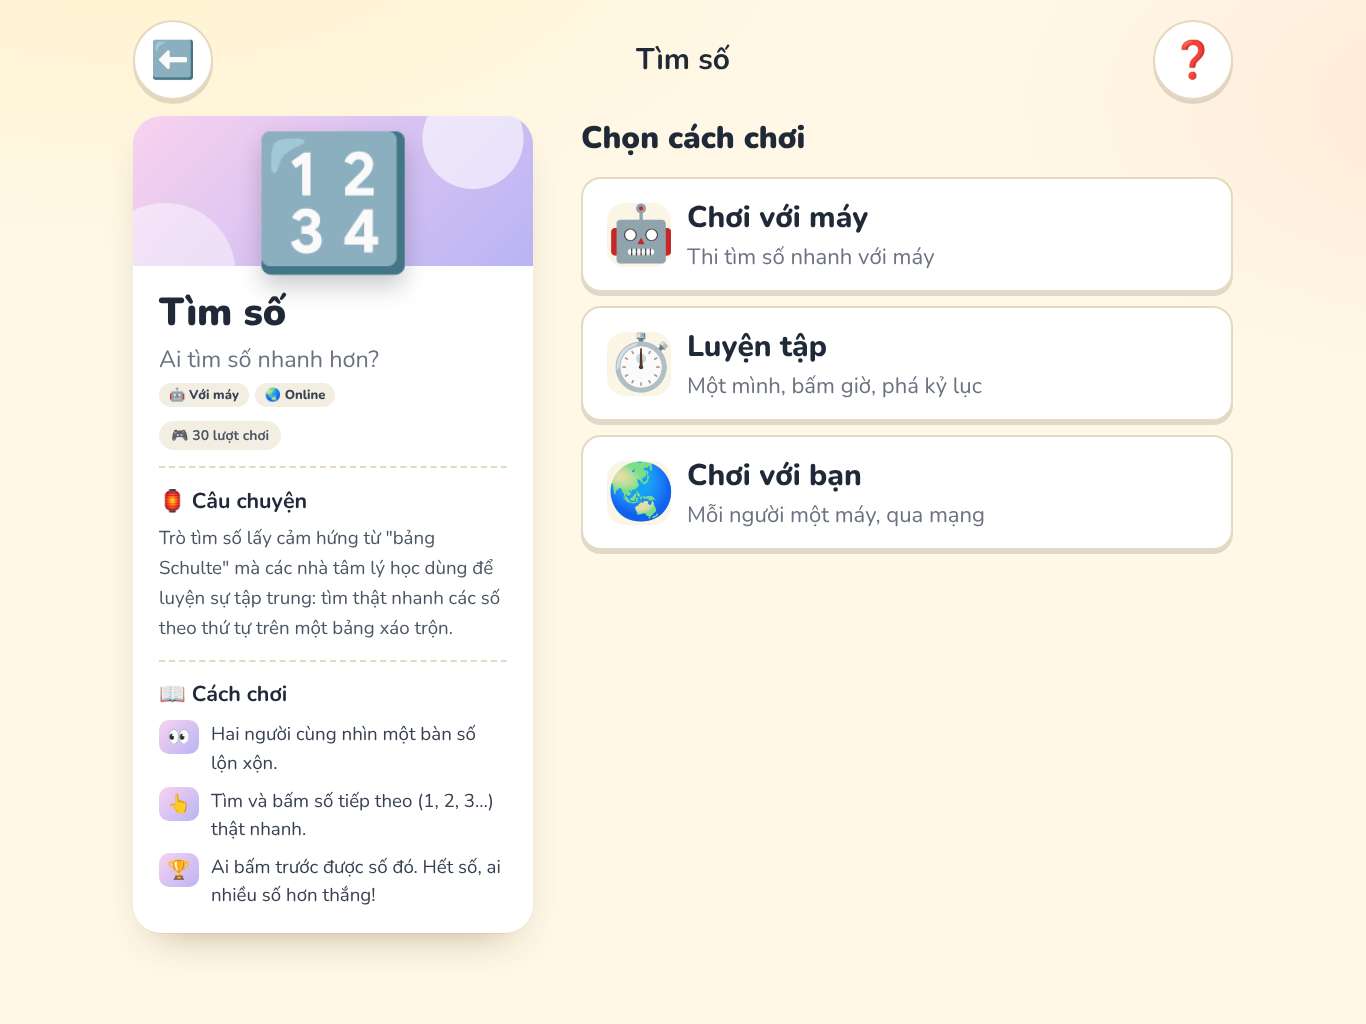 Tìm số
1 2
3 4
Tìm số
Ai tìm số nhanh hơn?
Với máy
Online
30 lượt chơi
Câu chuyện
Trò tìm số lấy cảm hứng từ "bảng
Schulte" mà các nhà tâm lý học dùng để
luyện sự tập trung: tìm thật nhanh các số
theo thứ tự trên một bảng xáo trộn.
Cách chơi
Hai người cùng nhìn một bàn số
lộn xộn.
Tìm và bấm số tiếp theo (1, 2, 3...)
thật nhanh.
Ai bấm trước được số đó. Hết số, ai
nhiều số hơn thắng!
Chọn cách chơi
Chơi với máy
Thi tìm số nhanh với máy
Luyện tập
Một mình, bấm giờ, phá kỷ lục
Chơi với bạn
Mỗi người một máy, qua mạng